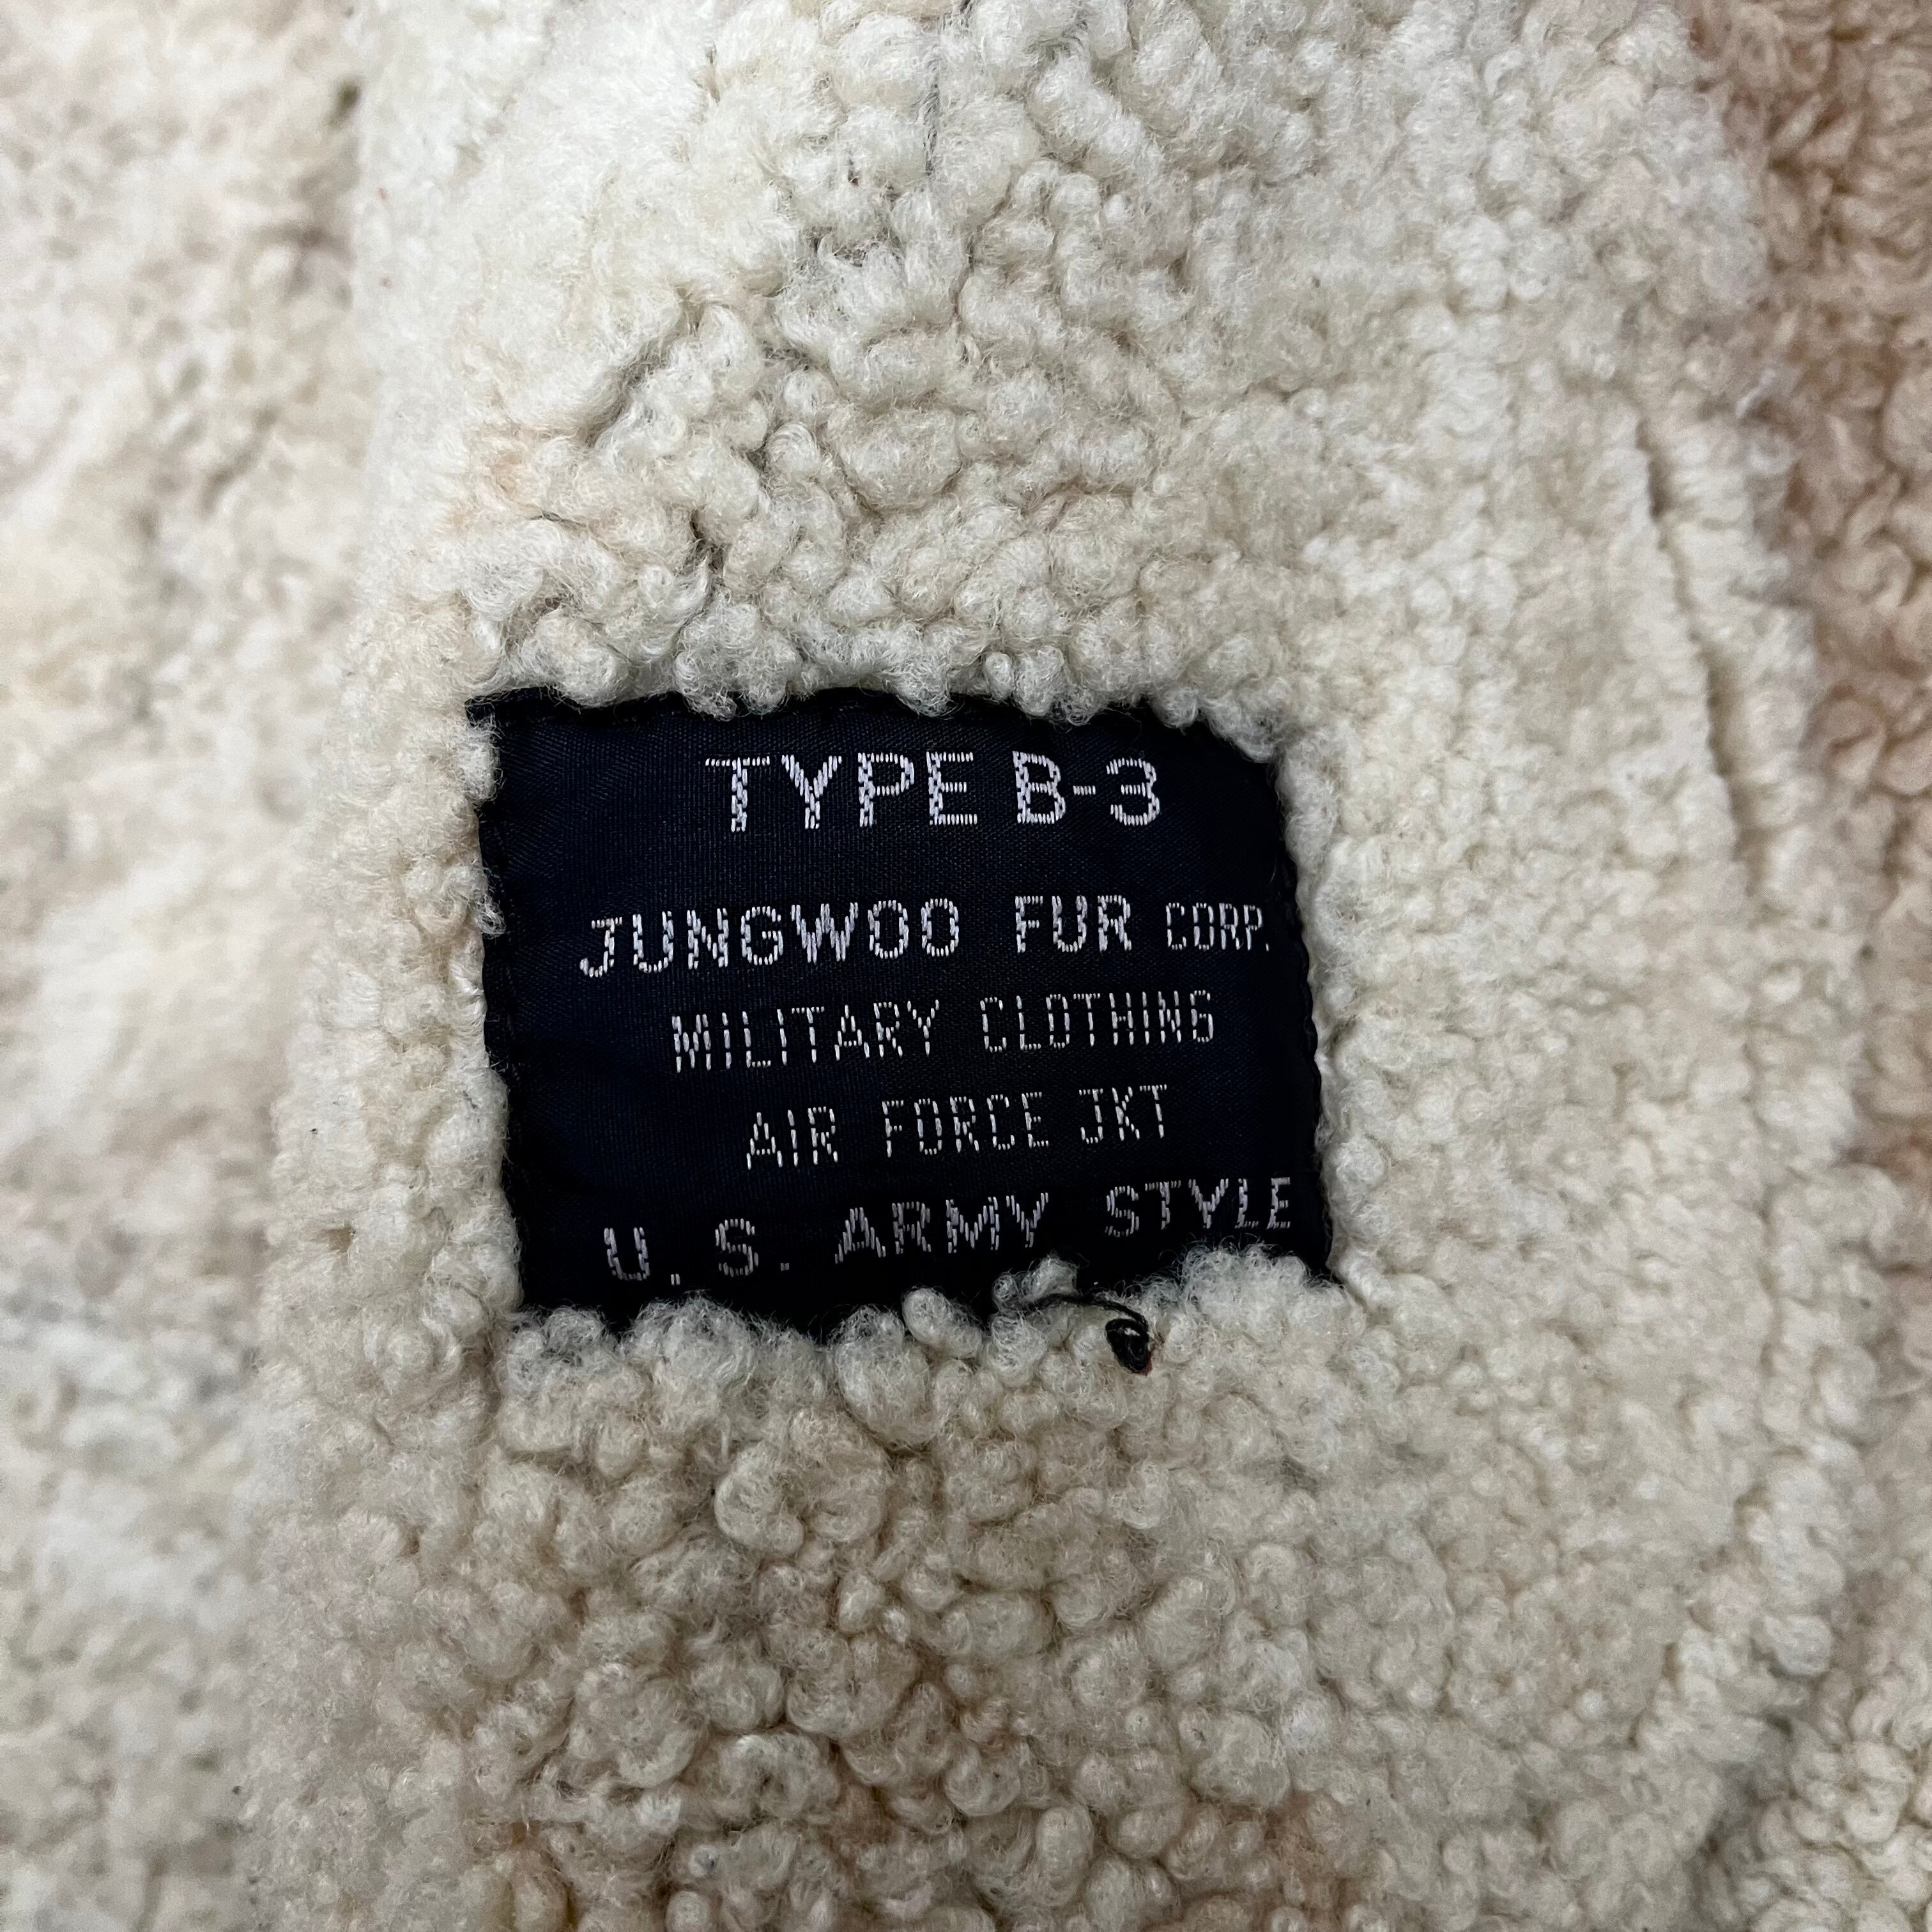 TYPE B-3
JUNGWOO FUR CORP.
MILITARY CLOTHING
AIR FORCE JKT
U.S. ARMY STYLE